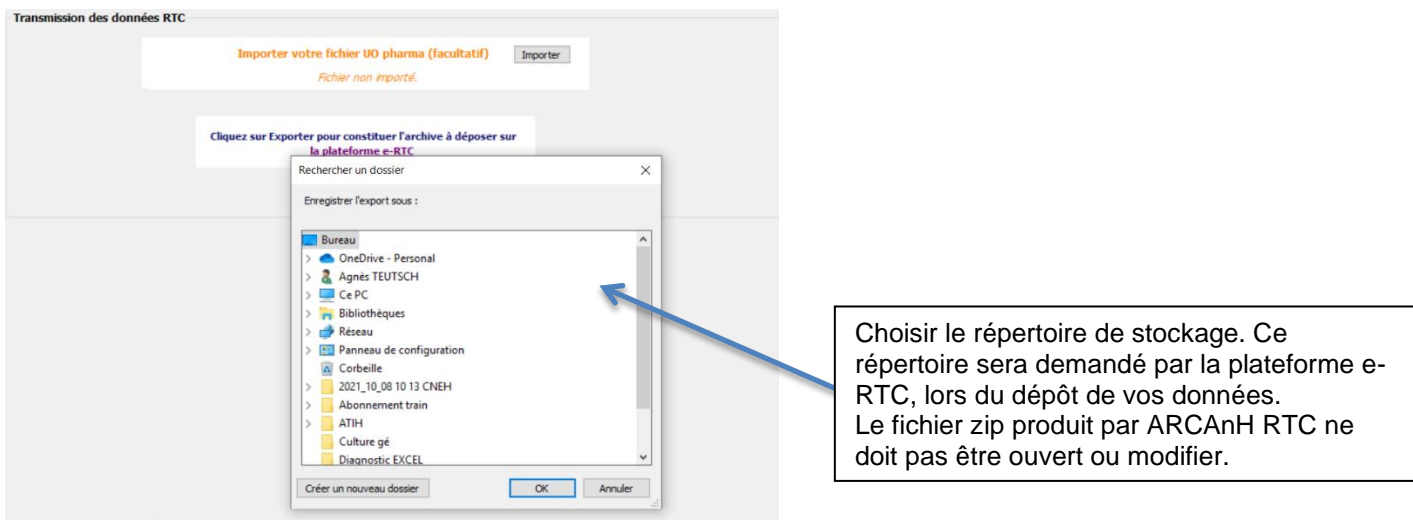 Transmission des données RTC
Importer votre fichier UO pharma (facultatif)
Importer
Fichier non importé.
Cliquez sur Exporter pour constituer l'archive à déposer sur
la plateforme e-RTC
Rechercher un dossier
Enregistrer l'export sous :
Bureau
OneDrive - Personal
Agnès TEUTSCH
Ce PC
Bibliothèques
Réseau
Panneau de configuration
Corbeille
2021_10_08 10 13 CNEH
Abonnement train
ATIH
Culture gé
Diagnostic EXCEL
Créer un nouveau dossier
OK
Annuler
Choisir le répertoire de stockage. Ce
répertoire sera demandé par la plateforme e-
RTC, lors du dépôt de vos données.
Le fichier zip produit par ARCAnH RTC ne
doit pas être ouvert ou modifier.